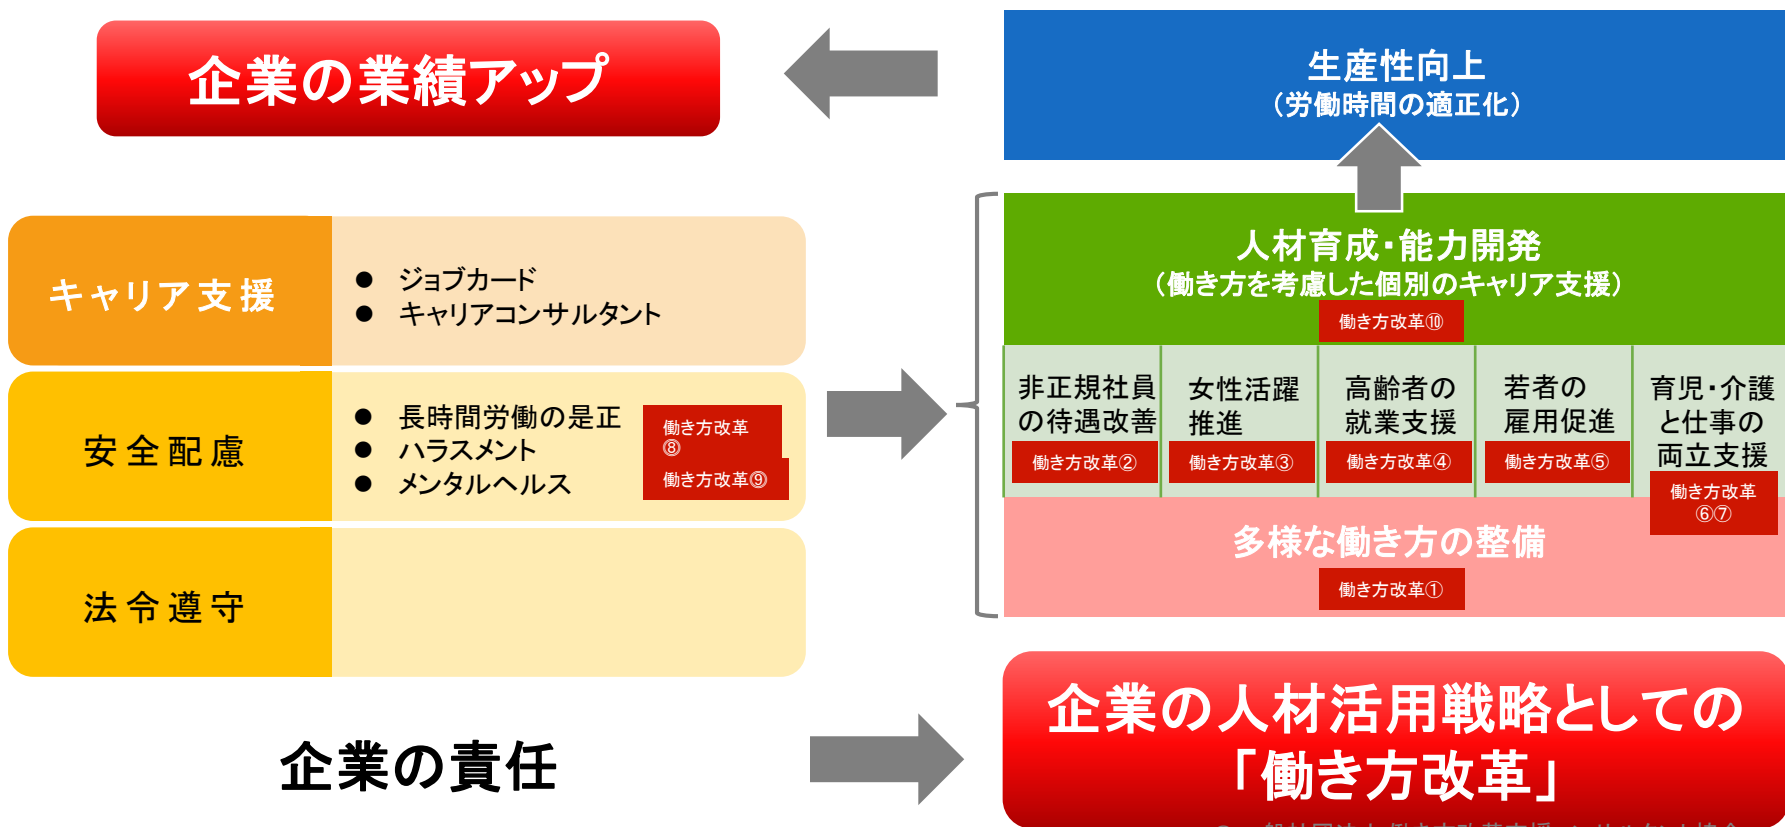 企業の業績アップ
生産性向上
（労働時間の適正化）
キャリア支援
● ジョブカード
● キャリアコンサルタント
安全配慮
● 長時間労働の是正
● ハラスメント
● メンタルヘルス
働き方改革
⑧
働き方改革⑨
法令遵守
企業の責任
人材育成・能力開発
（働き方を考慮した個別のキャリア支援）
働き方改革⑩
非正規社員
の待遇改善
働き方改革②
女性活躍
推進
働き方改革③
高齢者の
就業支援
働き方改革④
若者の
雇用促進
働き方改革⑤
育児・介護
と仕事の
両立支援
働き方改革
⑥⑦
多様な働き方の整備
働き方改革①
企業の人材活用戦略としての
「働き方改革」